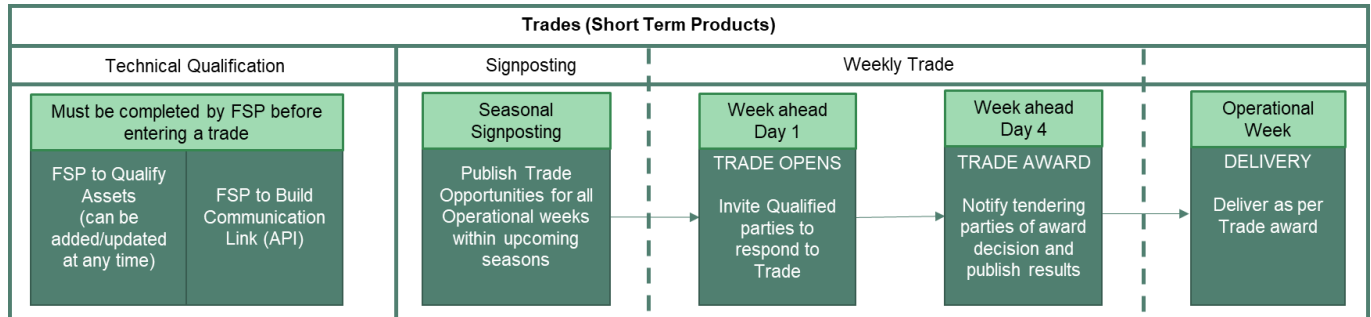 Trades (Short Term Products)
Technical Qualification
Signposting
Weekly Trade
Must be completed by FSP before
entering a trade
FSP to Qualify
Assets
(can be
added/updated
at any time)
FSP to Build
Communication
Link (API)
Seasonal
Signposting
Publish Trade
Opportunities for all
Operational weeks
within upcoming
seasons
Week ahead
Day 1
TRADE OPENS
Invite Qualified
parties to
respond to
Trade
Week ahead
Day 4
TRADE AWARD
Notify tendering
parties of award
decision and
publish results
Operational
Week
DELIVERY
Deliver as per
Trade award